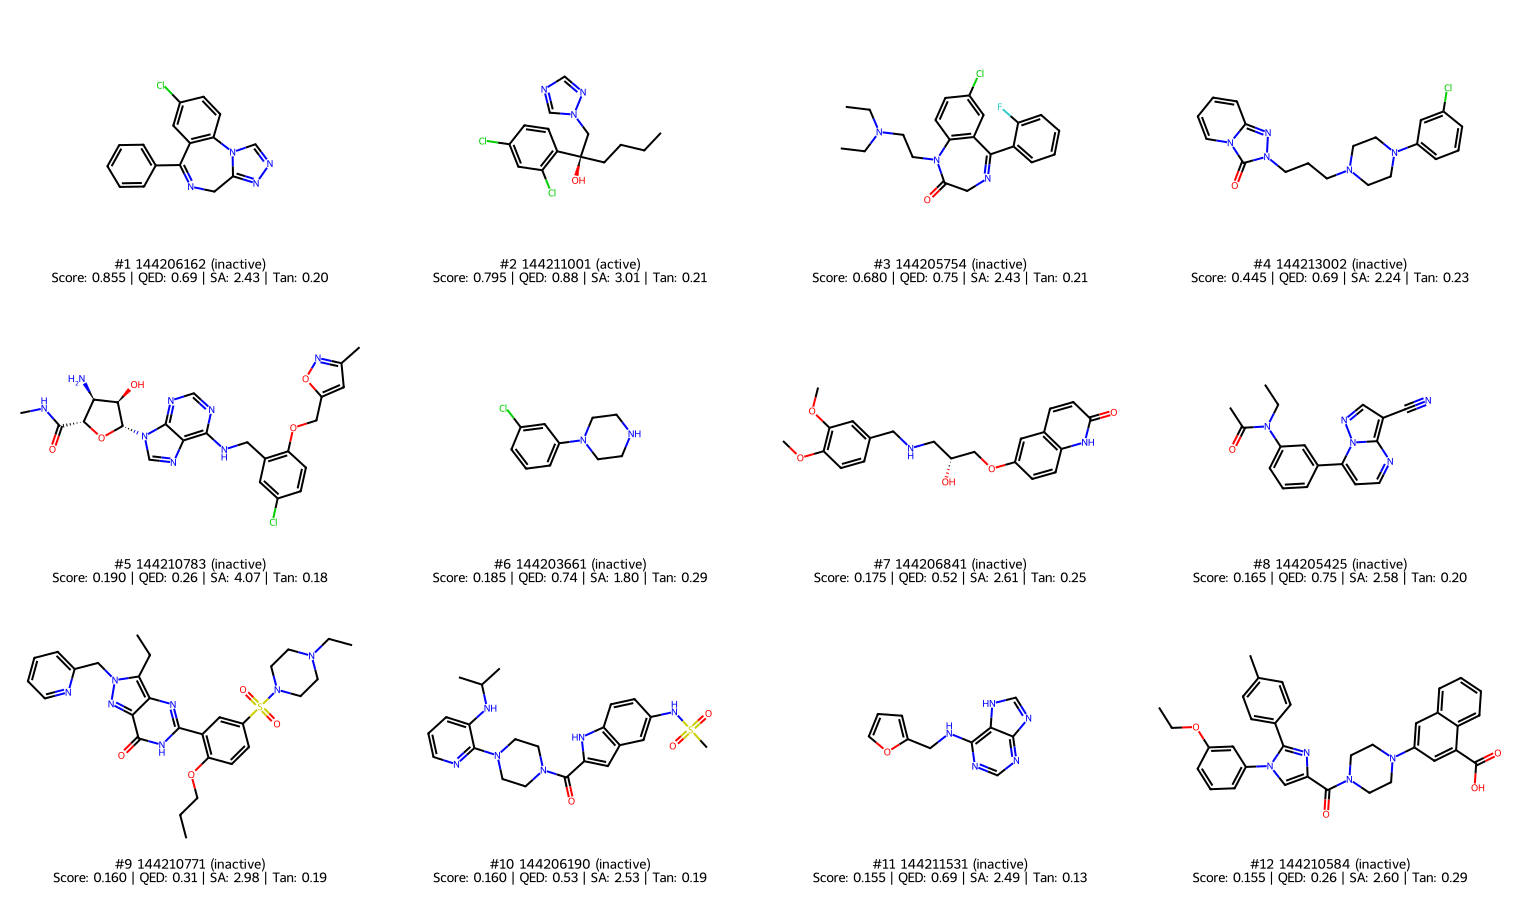 #1 144206162 (inactive)
Score: 0.855 | QED: 0.69 | SA: 2.43 | Tan: 0.20
#2 144211001 (active)
Score: 0.795 | QED: 0.88 | SA: 3.01 | Tan: 0.21
#3 144205754 (inactive)
Score: 0.680 | QED: 0.75 | SA: 2.43 | Tan: 0.21
#4 144213002 (inactive)
Score: 0.445 | QED: 0.69 | SA: 2.24 | Tan: 0.23
#5 144210783 (inactive)
Score: 0.190 | QED: 0.26 | SA: 4.07 | Tan: 0.18
#6 144203661 (inactive)
Score: 0.185 | QED: 0.74 | SA: 1.80 | Tan: 0.29
#7 144206841 (inactive)
Score: 0.175 | QED: 0.52 | SA: 2.61 | Tan: 0.25
#8 144205425 (inactive)
Score: 0.165 | QED: 0.75 | SA: 2.58 | Tan: 0.20
#9 144210771 (inactive)
Score: 0.160 | QED: 0.31 | SA: 2.98 | Tan: 0.19
#10 144206190 (inactive)
Score: 0.160 | QED: 0.53 | SA: 2.53 | Tan: 0.19
#11 144211531 (inactive)
Score: 0.155 | QED: 0.69 | SA: 2.49 | Tan: 0.13
#12 144210584 (inactive)
Score: 0.155 | QED: 0.26 | SA: 2.60 | Tan: 0.29